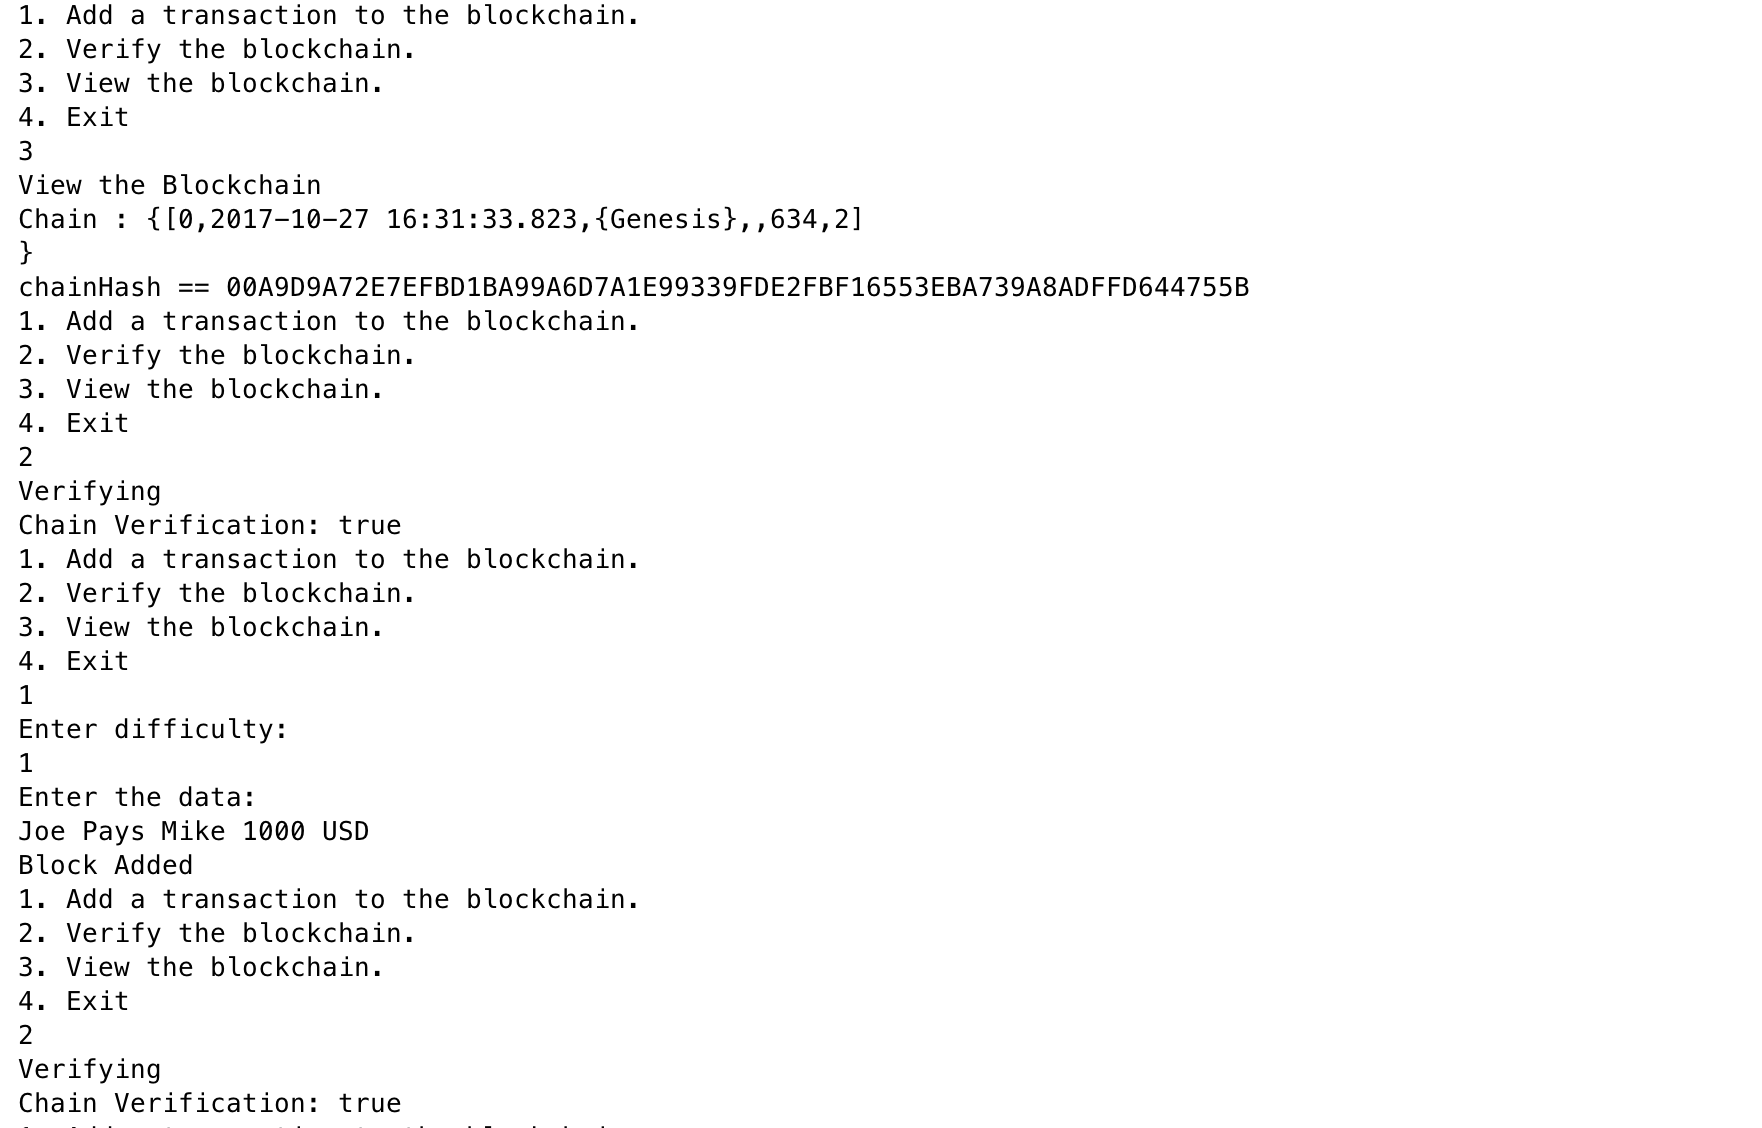 1. Add a transaction to the blockchain.
2. Verify the blockchain.
3. View the blockchain.
4. Exit
3
View the Blockchain
Chain : {[0,2017-10-27 16:31:33.823,{Genesis},,634,2]
}
chainHash == 00A9D9A72E7EFBD1BA99A6D7A1E99339FDE2FBF16553EBA739A8ADFFD644755B
1. Add a transaction to the blockchain.
2. Verify the blockchain.
3. View the blockchain.
4. Exit
2
Verifying
Chain Verification: true
1. Add a transaction to the blockchain.
2. Verify the blockchain.
3. View the blockchain.
4. Exit
1
Enter difficulty:
1
Enter the data:
Joe Pays Mike 1000 USD
Block Added
1. Add a transaction to the blockchain.
2. Verify the blockchain.
3. View the blockchain.
4. Exit
2
Verifying
Chain Verification: true